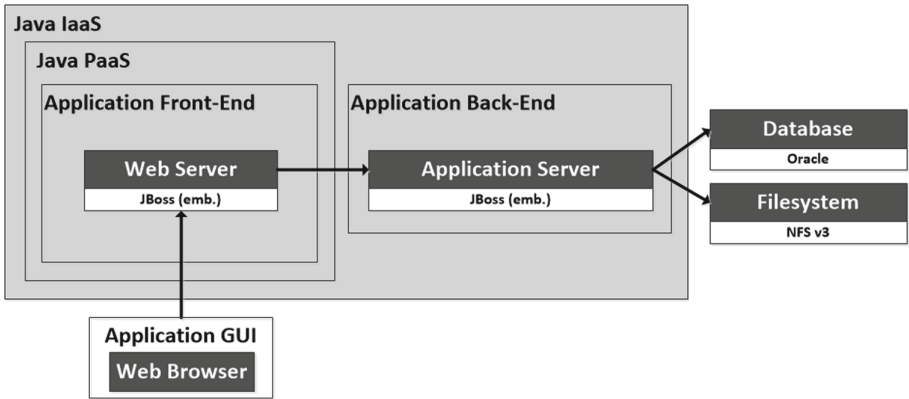 Java IaaS
Java PaaS
Application Front-End
Application Back-End
Web Server
JBoss (emb.)
Application Server
JBoss (emb.)
Database
Oracle
Filesystem
NFS v3
Application GUI
Web Browser